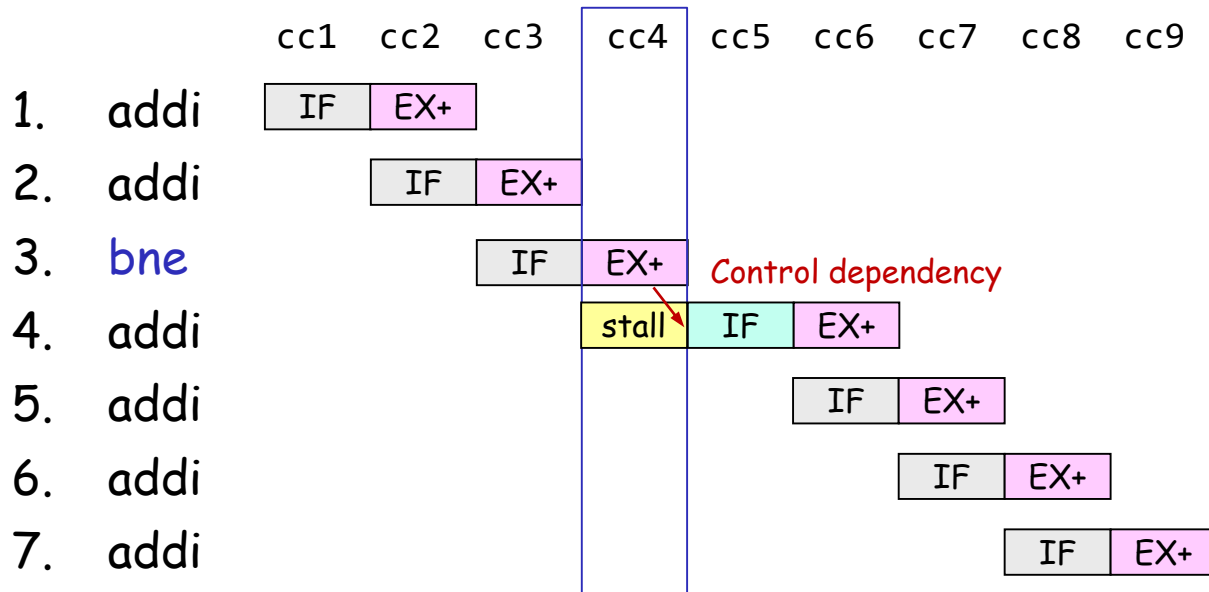 cc1 cc2 cc3 cc4 cc5 cc6 cc7 cc8 cc9
1. addi IF EX+
2. addi IF EX+
3. bne IF EX+
Control dependency
4. addi stall IF EX+
5. addi IF EX+
6. addi IF EX+
7. addi IF EX+